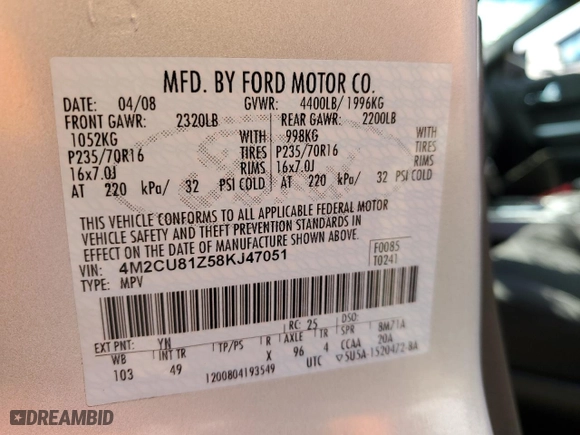 MFD. BY FORD MOTOR CO.
DATE: 04/08 GVWR: 4400LB/1996KG
FRONT GAWR: 2320LB REAR GAWR: 2200LB
1052KG WITH 998KG WITH
P235/70R16 TIRES P235/70R16 TIRES
16x7.0J RIMS 16x7.0J RIMS
AT 220 kPa/ 32 PSI COLD AT 220 kPa/ 32 PSI COLD
THIS VEHICLE CONFORMS TO ALL APPLICABLE FEDERAL MOTOR
VEHICLE SAFETY AND THEFT PREVENTION STANDARDS IN
EFFECT ON THE DATE OF MANUFACTURE SHOWN ABOVE.
VIN: 4M2CU81Z58KJ47051 F0085
TYPE: MPV T0241
EXT PNT: YN RC: 25 DSO:
WB INT TR TP/PS R AXLE TR SPR 8M71A
103 49 X 96 4 CCAA 20A
1200804193549 UTC ▽5U5A-1520472-BA
DREAMBID